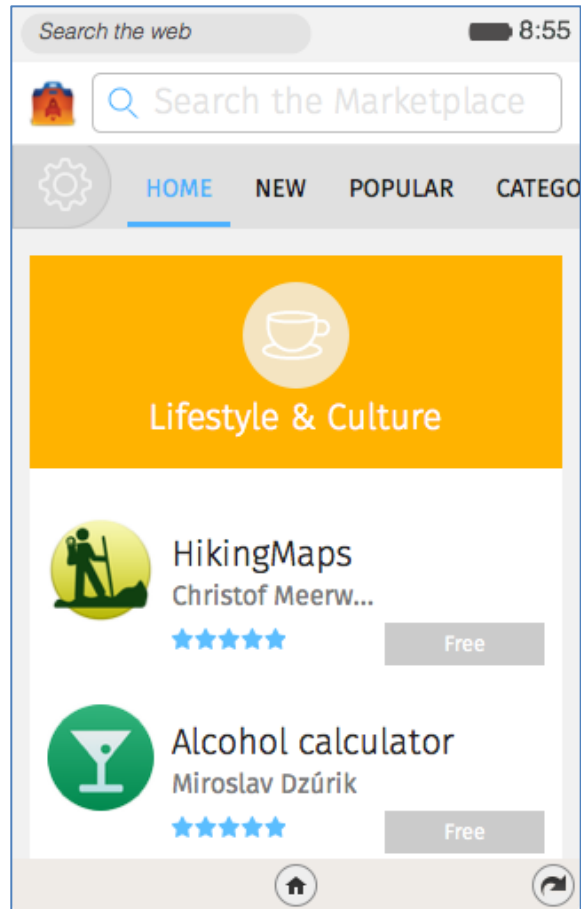 Search the web
8:55
Search the Marketplace
HOME NEW POPULAR CATEGO
Lifestyle & Culture
HikingMaps
Christof Meerw...
Free
Alcohol calculator
Miroslav Dzúrik
Free